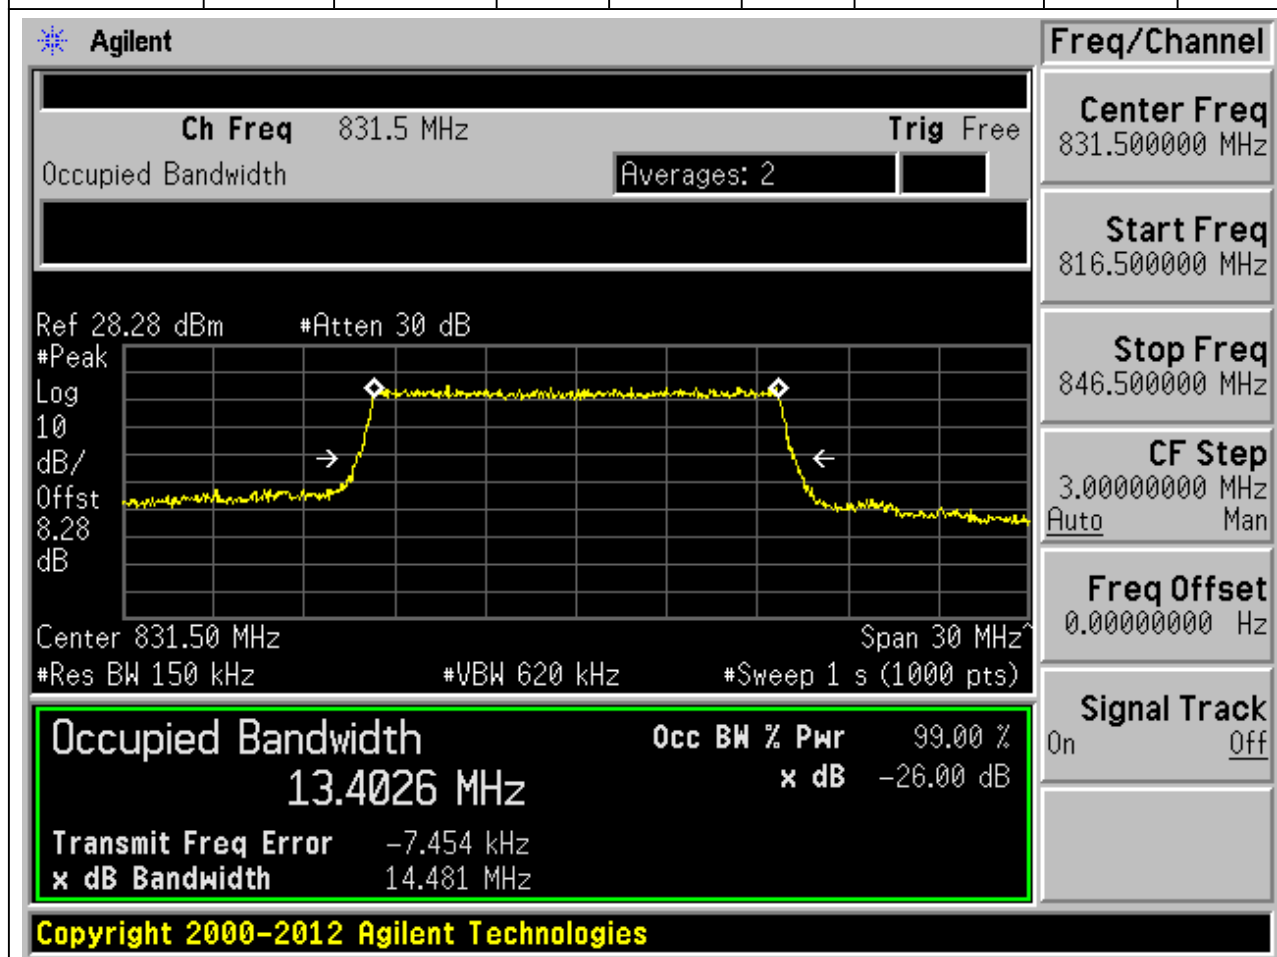 Agilent
Freq/Channel
Ch Freq 831.5 MHz Trig Free
Occupied Bandwidth Averages: 2
Center Freq
831.500000 MHz
Start Freq
816.500000 MHz
Stop Freq
846.500000 MHz
CF Step
3.00000000 MHz
Auto Man
Freq Offset
0.00000000 Hz
Signal Track
On Off
Ref 28.28 dBm #Atten 30 dB
#Peak
Log
10
dB/
Offst
8.28
dB
Center 831.50 MHz Span 30 MHz^
#Res BW 150 kHz #VBW 620 kHz #Sweep 1 s (1000 pts)
Occupied Bandwidth Occ BW % Pwr 99.00 %
13.4026 MHz x dB -26.00 dB
Transmit Freq Error -7.454 kHz
x dB Bandwidth 14.481 MHz
Copyright 2000-2012 Agilent Technologies